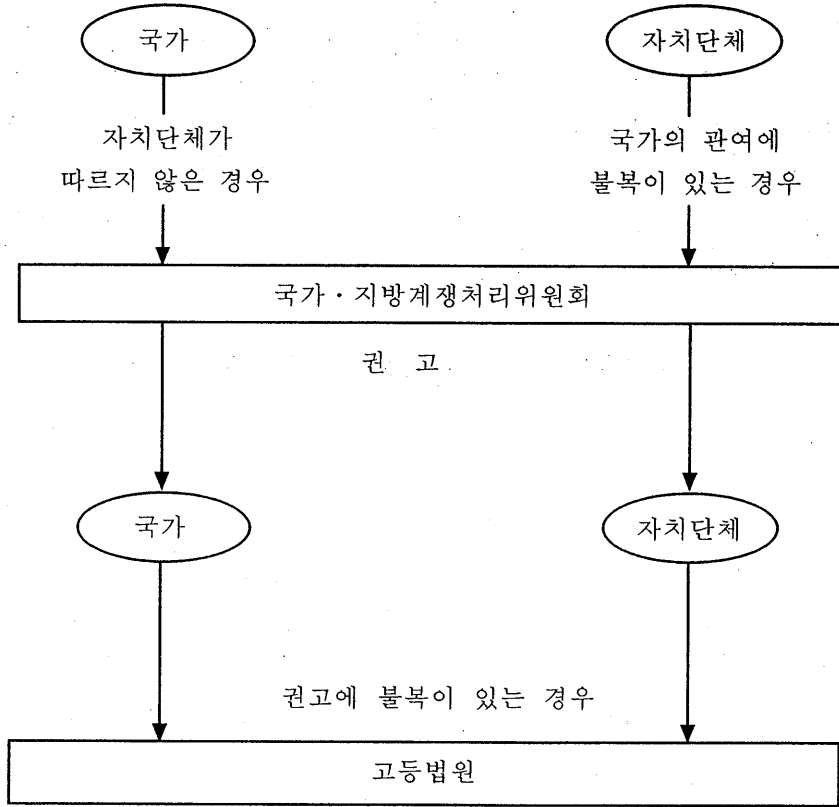 국가
자치단체
자치단체가
따르지 않은 경우
국가의 관여에
불복이 있는 경우
국가·지방계쟁처리위원회
권 고
국가
자치단체
권고에 불복이 있는 경우
고등법원